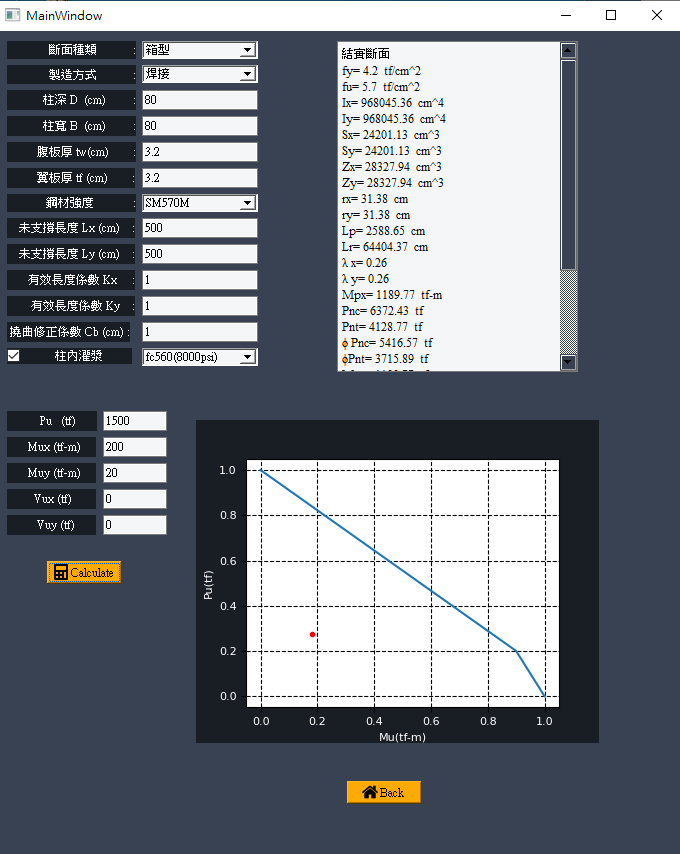 MainWindow
斷面種類 : 箱型
製造方式 : 焊接
柱深 D (cm) : 80
柱寬 B (cm) : 80
腹板厚 tw(cm) : 3.2
翼板厚 tf (cm) : 3.2
鋼材強度 : SM570M
未支撐長度 Lx (cm) : 500
未支撐長度 Ly (cm) : 500
有效長度係數 Kx : 1
有效長度係數 Ky : 1
撓曲修正係數 Cb (cm) : 1
柱內灌漿 fc560(8000psi)
結實斷面
fy= 4.2 tf/cm^2
fu= 5.7 tf/cm^2
Ix= 968045.36 cm^4
Iy= 968045.36 cm^4
Sx= 24201.13 cm^3
Sy= 24201.13 cm^3
Zx= 28327.94 cm^3
Zy= 28327.94 cm^3
rx= 31.38 cm
ry= 31.38 cm
Lp= 2588.65 cm
Lr= 64404.37 cm
λ x= 0.26
λ y= 0.26
Mpx= 1189.77 tf-m
Pnc= 6372.43 tf
Pnt= 4128.77 tf
ϕ Pnc= 5416.57 tf
ϕPnt= 3715.89 tf
Pu (tf) 1500
Mux (tf-m) 200
Muy (tf-m) 20
Vux (tf) 0
Vuy (tf) 0
Calculate
1.0
0.8
0.6
0.4
0.2
0.0
Pu(tf)
0.0 0.2 0.4 0.6 0.8 1.0
Mu(tf-m)
Back